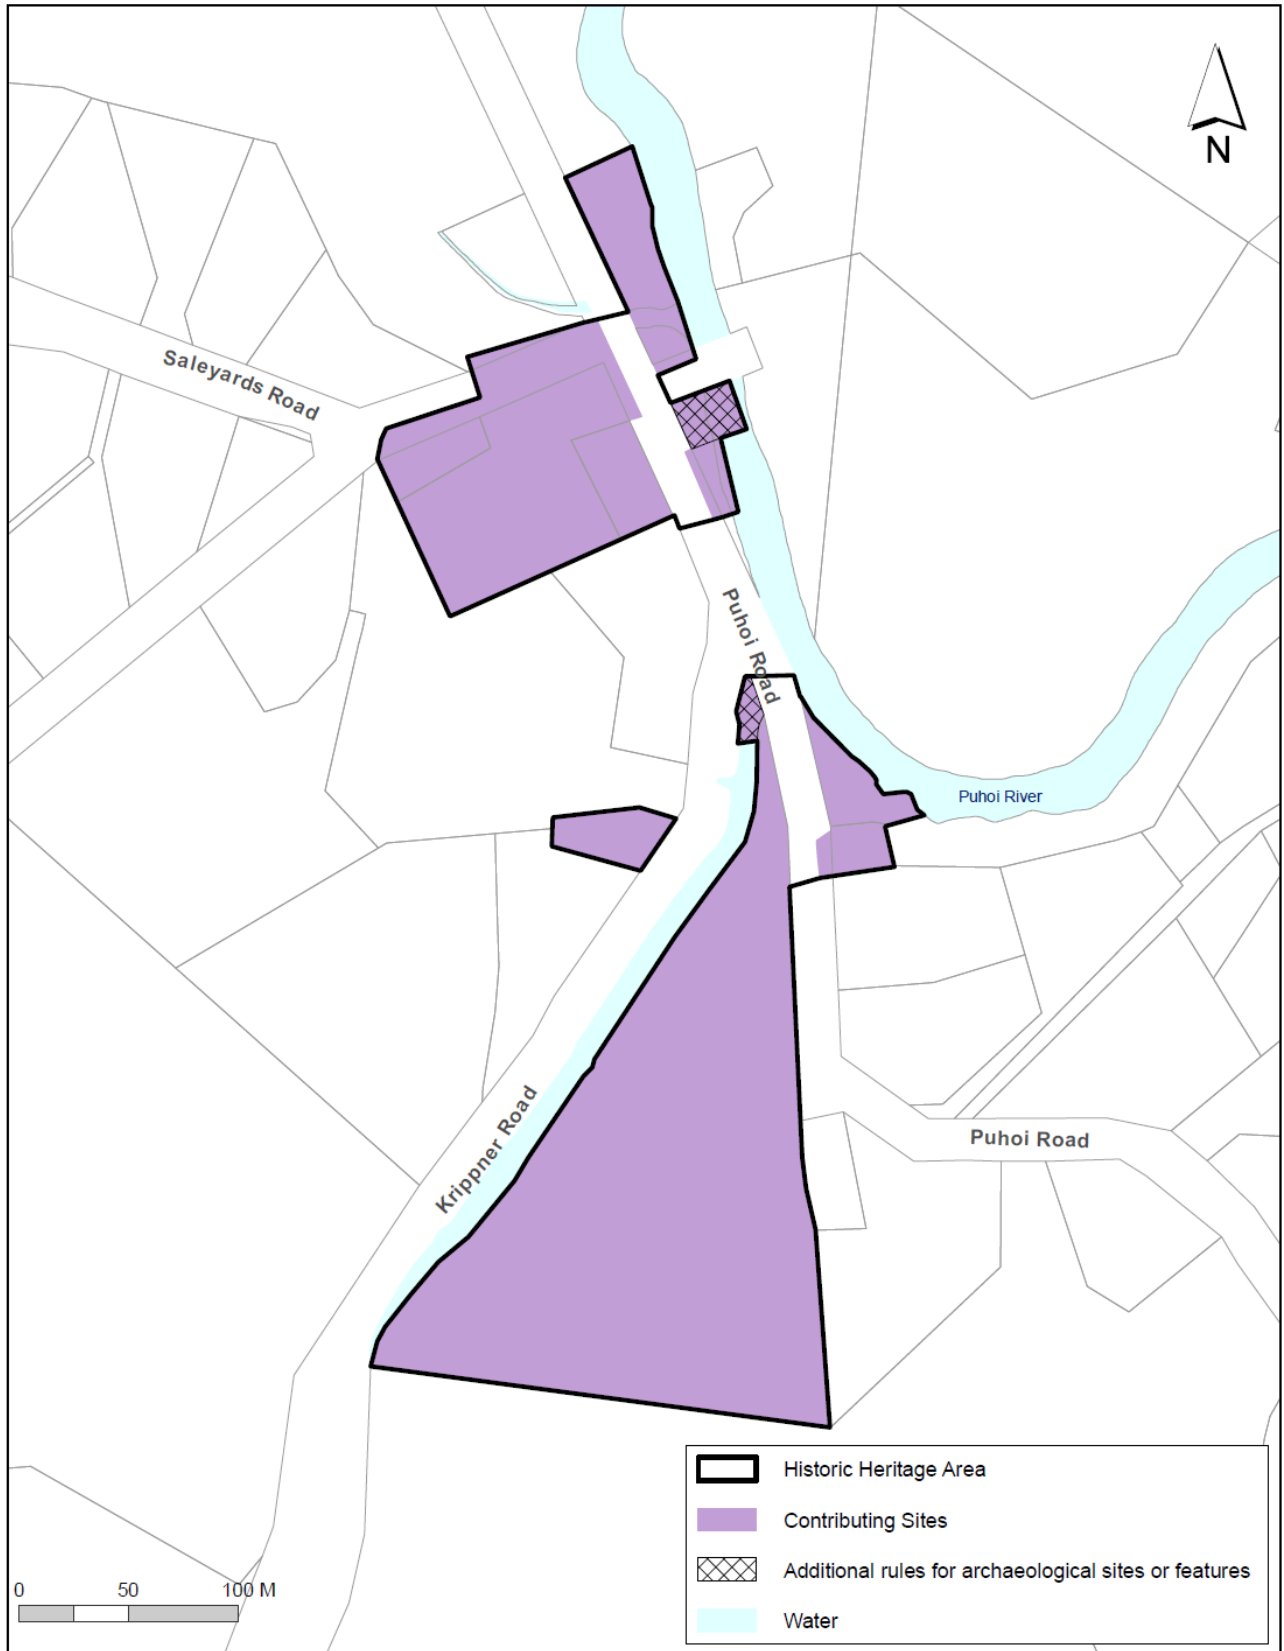 N
Saleyards Road
Puhoi Road
Puhoi River
Krippner Road
Puhoi Road
Historic Heritage Area
Contributing Sites
Additional rules for archaeological sites or features
Water
0 50 100 M